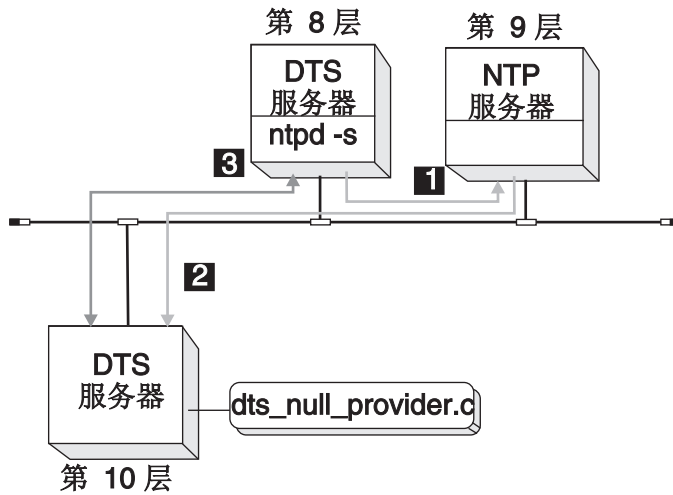 第 8 层
第 9 层
DTS
服务器
ntpd -s
NTP
服务器
3
1
2
DTS
服务器
dts_null_provider.c
第 10 层